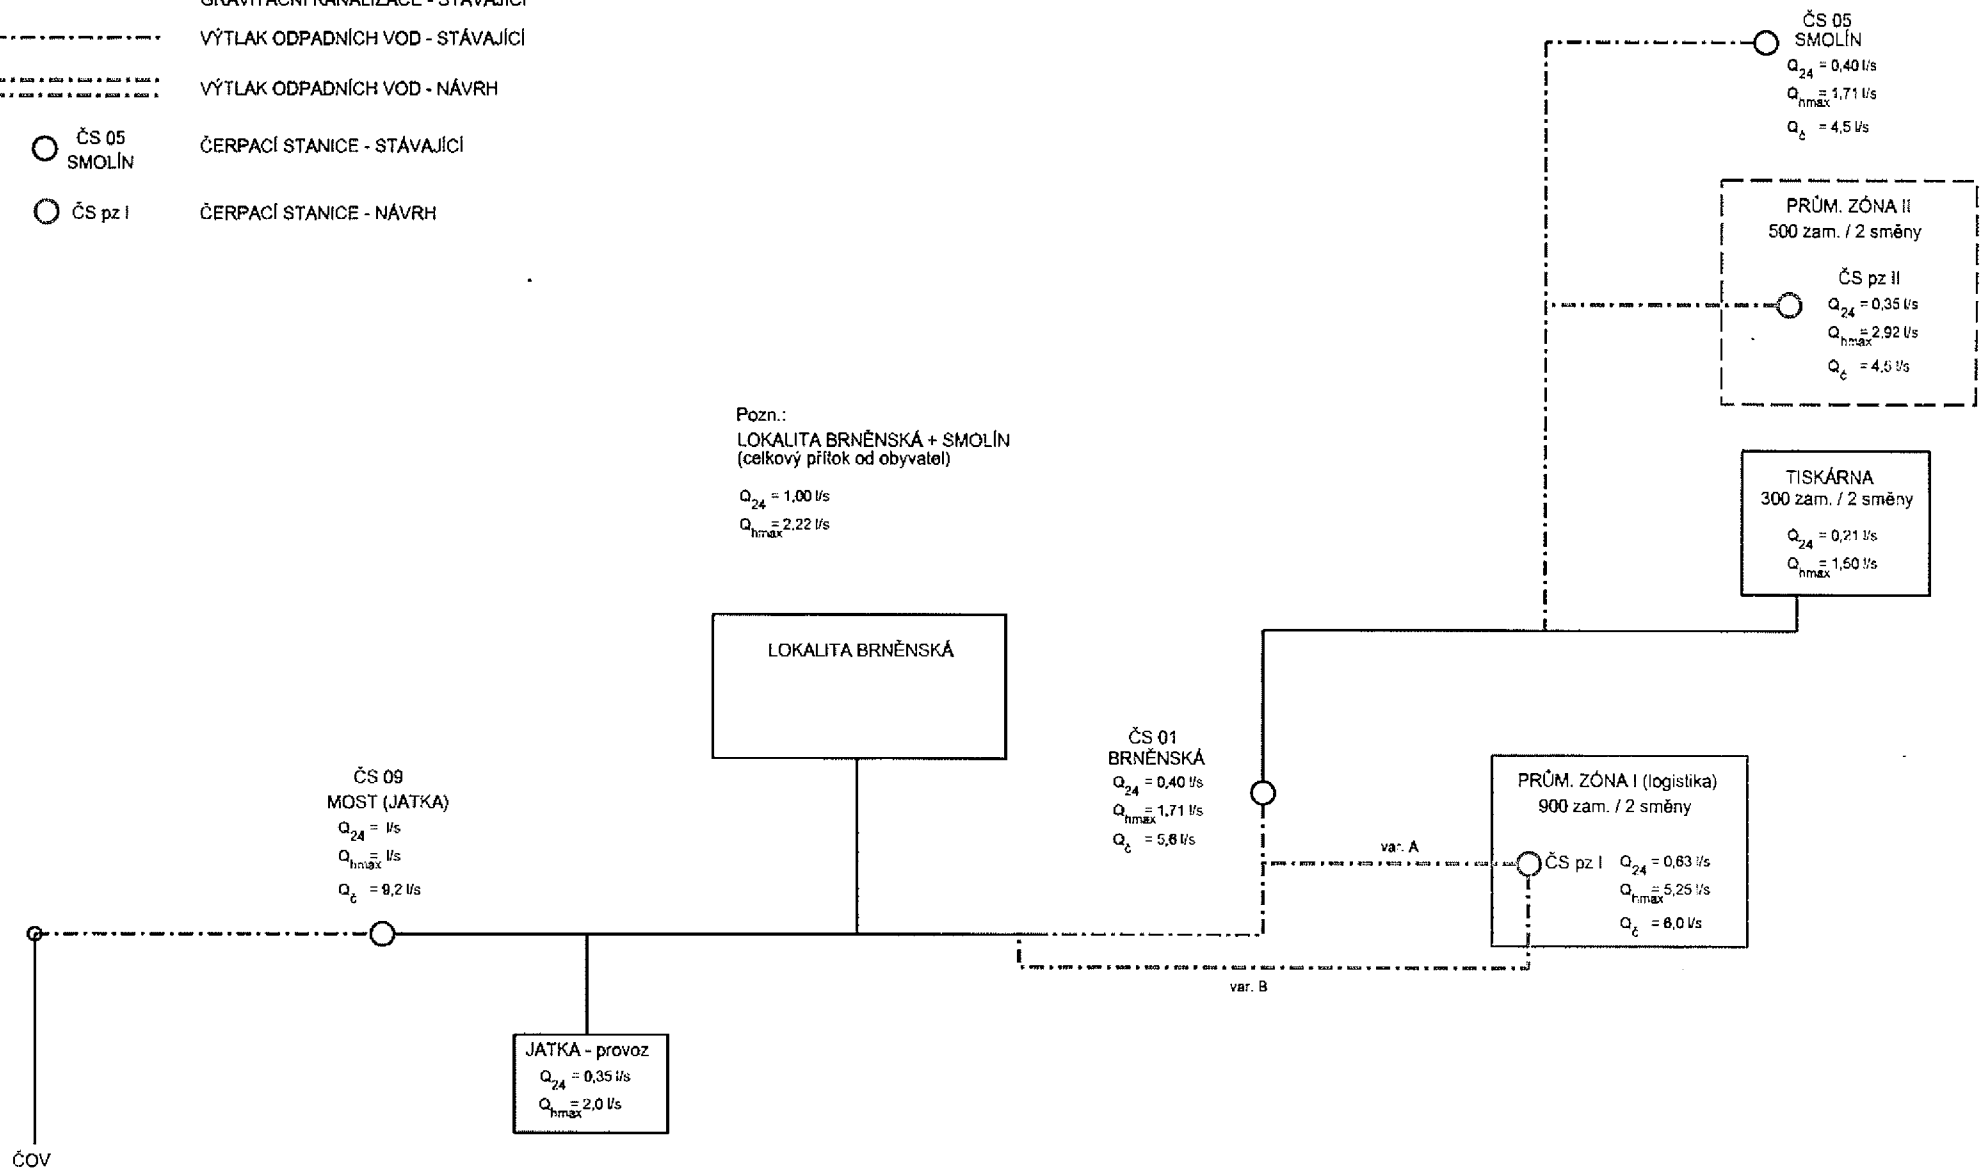 GRAVITAČNÍ KANALIZACE - STÁVAJÍCÍ
VÝTLAK ODPADNÍCH VOD - STÁVAJÍCÍ
VÝTLAK ODPADNÍCH VOD - NÁVRH
ČS 05
SMOLÍN
ČERPACÍ STANICE - STÁVAJÍCÍ
ČS pz I
ČERPACÍ STANICE - NÁVRH
ČS 05
SMOLÍN
Q24 = 0,40 l/s
Qhmax = 1,71 l/s
Qč = 4,5 l/s
PRŮM. ZÓNA II
500 zam. / 2 směny
ČS pz II
Q24 = 0,35 l/s
Qhmax = 2,92 l/s
Qč = 4,5 l/s
Pozn.:
LOKALITA BRNĚNSKÁ + SMOLÍN
(celkový přítok od obyvatel)
Q24 = 1,00 l/s
Qhmax = 2,22 l/s
TISKÁRNA
300 zam. / 2 směny
Q24 = 0,21 l/s
Qhmax = 1,50 l/s
LOKALITA BRNĚNSKÁ
ČS 01
BRNĚNSKÁ
Q24 = 0,40 l/s
Qhmax = 1,71 l/s
Qč = 5,6 l/s
PRŮM. ZÓNA I (logistika)
900 zam. / 2 směny
ČS pz I
Q24 = 0,63 l/s
Qhmax = 5,25 l/s
Qč = 6,0 l/s
var. A
var. B
ČS 09
MOST (JATKA)
Q24 = l/s
Qhmax = l/s
Qč = 9,2 l/s
JATKA - provoz
Q24 = 0,35 l/s
Qhmax = 2,0 l/s
ČOV